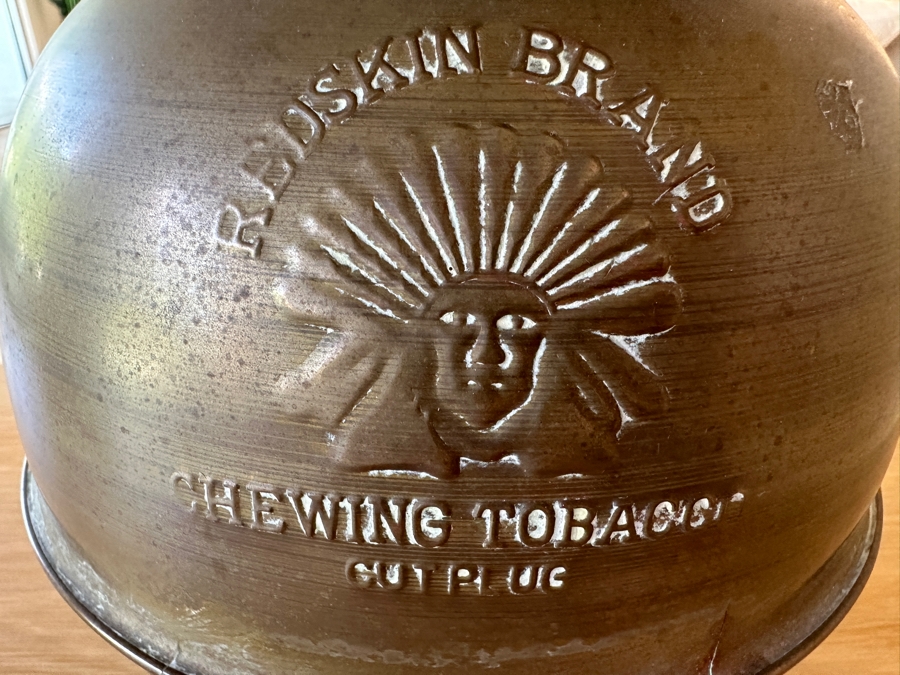 REDSKIN BRAND
CHEWING TOBACCO
CUT PLUG